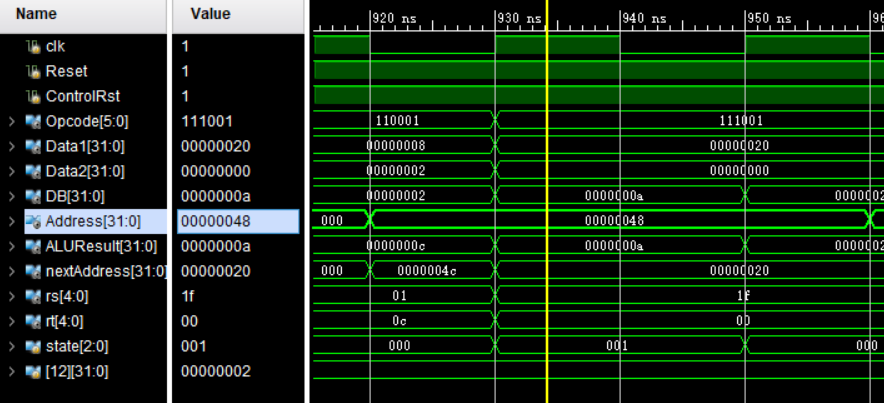 Name Value 920 ns 930 ns 940 ns 950 ns 96
clk 1
Reset 1
ControlRst 1
Opcode[5:0] 111001 110001 111001
Data1[31:0] 00000020 00000008 00000020
Data2[31:0] 00000000 00000002 00000000
DB[31:0] 0000000a 00000002 0000000a 0000002
Address[31:0] 00000048 000 00000048
ALUResult[31:0] 0000000a 0000000c 0000000a 0000002
nextAddress[31:0] 00000020 000 0000004c 00000020
rs[4:0] 1f 01 1f
rt[4:0] 00 0c 00
state[2:0] 001 000 001 000
[12][31:0] 00000002